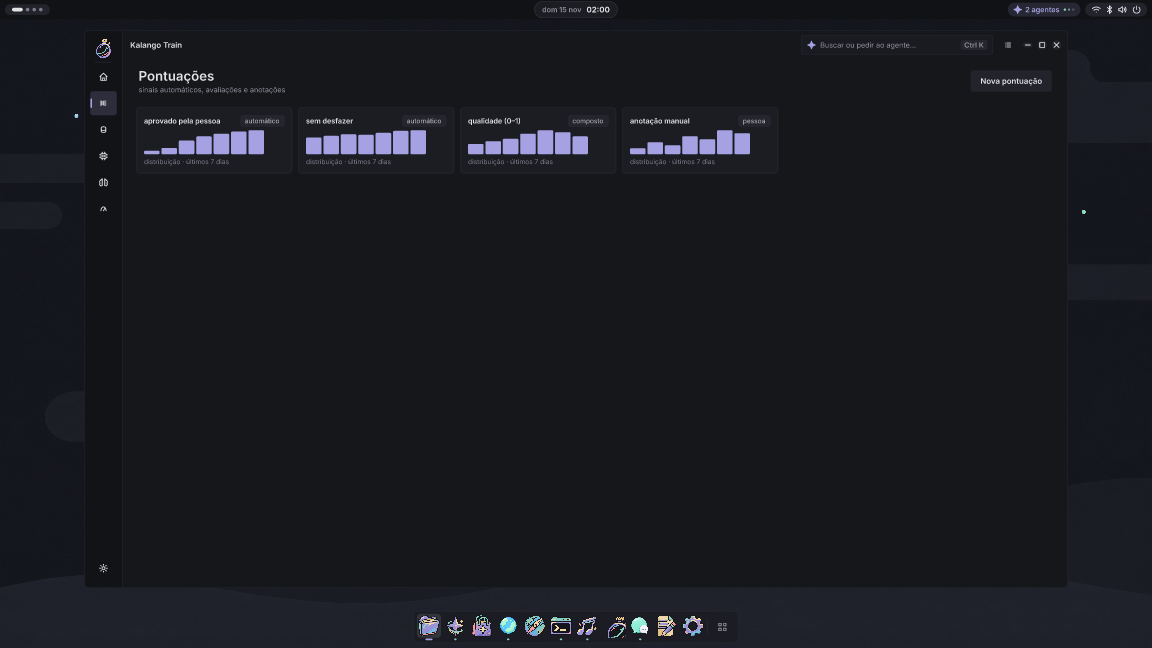 dom 15 nov 02:00
2 agentes
Kalango Train
Buscar ou pedir ao agente... Ctrl K
Pontuações
sinais automáticos, avaliações e anotações
Nova pontuação
aprovado pela pessoa automático
distribuição · últimos 7 dias
sem desfazer automático
distribuição · últimos 7 dias
qualidade (0–1) composto
distribuição · últimos 7 dias
anotação manual pessoa
distribuição · últimos 7 dias